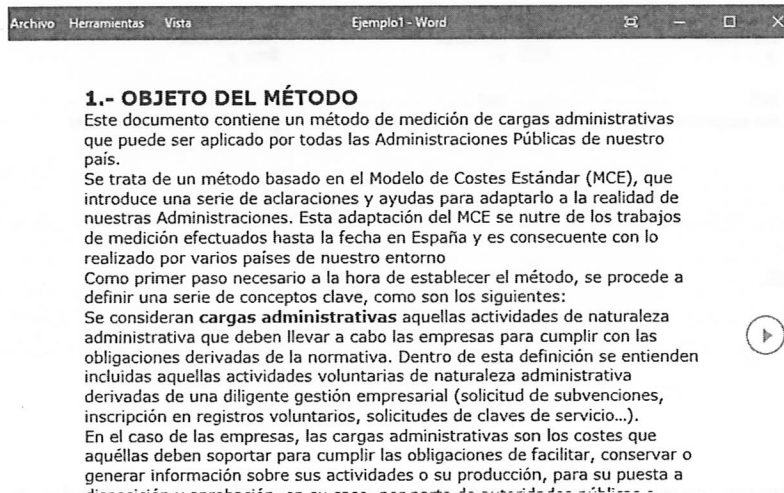 Archivo Herramientas Vista Ejemplo1 - Word
1.- OBJETO DEL MÉTODO
Este documento contiene un método de medición de cargas administrativas
que puede ser aplicado por todas las Administraciones Públicas de nuestro
país.
Se trata de un método basado en el Modelo de Costes Estándar (MCE), que
introduce una serie de aclaraciones y ayudas para adaptarlo a la realidad de
nuestras Administraciones. Esta adaptación del MCE se nutre de los trabajos
de medición efectuados hasta la fecha en España y es consecuente con lo
realizado por varios países de nuestro entorno
Como primer paso necesario a la hora de establecer el método, se procede a
definir una serie de conceptos clave, como son los siguientes:
Se consideran cargas administrativas aquellas actividades de naturaleza
administrativa que deben llevar a cabo las empresas para cumplir con las
obligaciones derivadas de la normativa. Dentro de esta definición se entienden
incluidas aquellas actividades voluntarias de naturaleza administrativa
derivadas de una diligente gestión empresarial (solicitud de subvenciones,
inscripción en registros voluntarios, solicitudes de claves de servicio...).
En el caso de las empresas, las cargas administrativas son los costes que
aquéllas deben soportar para cumplir las obligaciones de facilitar, conservar o
generar información sobre sus actividades o su producción, para su puesta a
disposición y aprobación, en su caso, por parte de autoridades públicas o